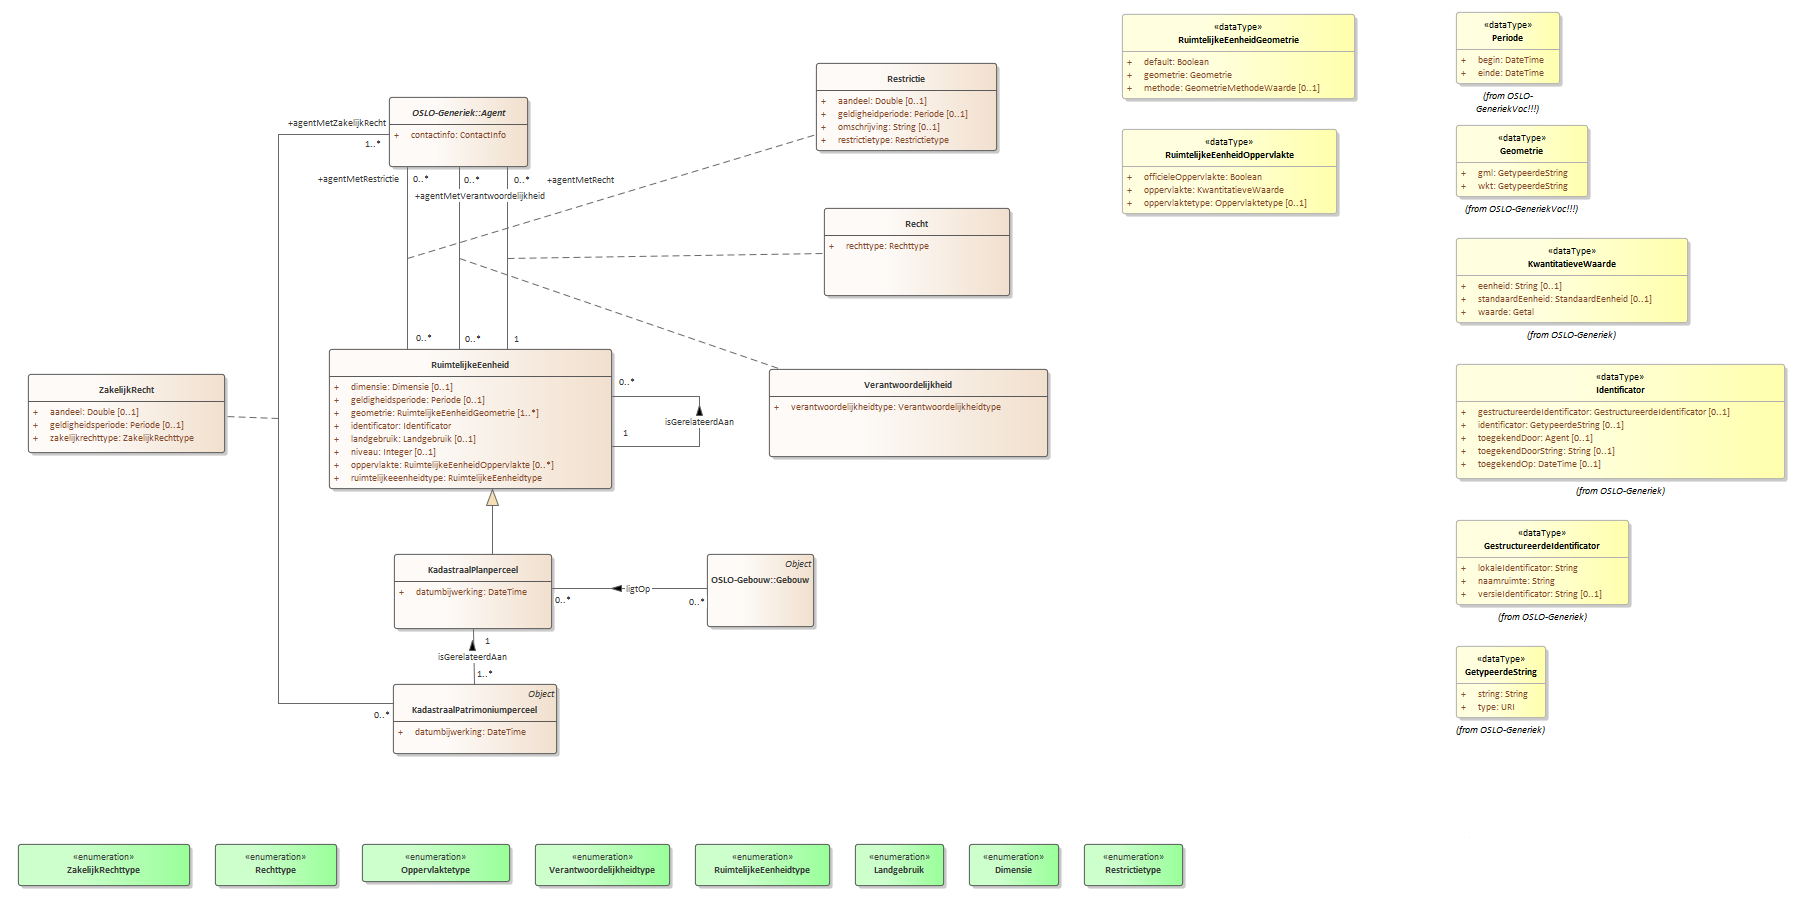 OSLO-Generiek::Agent
+ contactinfo: ContactInfo
+agentMetZakelijkRecht
1..*
+agentMetRestrictie
0..*
0..*
0..*
+agentMetRecht
+agentMetVerantwoordelijkheid
0..*
0..*
1
Restrictie
+ aandeel: Double [0..1]
+ geldigheidperiode: Periode [0..1]
+ omschrijving: String [0..1]
+ restrictietype: Restrictietype
Recht
+ rechttype: Rechttype
ZakelijkRecht
+ aandeel: Double [0..1]
+ geldigheidsperiode: Periode [0..1]
+ zakelijkrechttype: ZakelijkRechttype
RuimtelijkeEenheid
+ dimensie: Dimensie [0..1]
+ geldigheidsperiode: Periode [0..1]
+ geometrie: RuimtelijkeEenheidGeometrie [1..*]
+ identificator: Identificator
+ landgebruik: Landgebruik [0..1]
+ niveau: Integer [0..1]
+ oppervlakte: RuimtelijkeEenheidOppervlakte [0..*]
+ ruimtelijkeeenheidtype: RuimtelijkeEenheidtype
0..*
isGerelateerdAan
1
Verantwoordelijkheid
+ verantwoordelijkheidtype: Verantwoordelijkheidtype
KadastraalPlanperceel
+ datumbijwerking: DateTime
0..*
ligtOp
0..*
Object
OSLO-Gebouw::Gebouw
1
isGerelateerdAan
1..*
Object
KadastraalPatrimoniumperceel
+ datumbijwerking: DateTime
0..*
«dataType»
RuimtelijkeEenheidGeometrie
+ default: Boolean
+ geometrie: Geometrie
+ methode: GeometrieMethodeWaarde [0..1]
«dataType»
RuimtelijkeEenheidOppervlakte
+ officieleOppervlakte: Boolean
+ oppervlakte: KwantitatieveWaarde
+ oppervlaktetype: Oppervlaktetype [0..1]
«dataType»
Periode
+ begin: DateTime
+ einde: DateTime
(from OSLO-
GeneriekVoc!!!)
«dataType»
Geometrie
+ gml: GetypeerdeString
+ wkt: GetypeerdeString
(from OSLO-GeneriekVoc!!!)
«dataType»
KwantitatieveWaarde
+ eenheid: String [0..1]
+ standaardEenheid: StandaardEenheid [0..1]
+ waarde: Getal
(from OSLO-Generiek)
«dataType»
Identificator
+ gestructureerdeIdentificator: GestructureerdeIdentificator [0..1]
+ identificator: GetypeerdeString [0..1]
+ toegekendDoor: Agent [0..1]
+ toegekendDoorString: String [0..1]
+ toegekendOp: DateTime [0..1]
(from OSLO-Generiek)
«dataType»
GestructureerdeIdentificator
+ lokaleIdentificator: String
+ naamruimte: String
+ versieIdentificator: String [0..1]
(from OSLO-Generiek)
«dataType»
GetypeerdeString
+ string: String
+ type: URI
(from OSLO-Generiek)
«enumeration»
ZakelijkRechttype
«enumeration»
Rechttype
«enumeration»
Oppervlaktetype
«enumeration»
Verantwoordelijkheidtype
«enumeration»
RuimtelijkeEenheidtype
«enumeration»
Landgebruik
«enumeration»
Dimensie
«enumeration»
Restrictietype